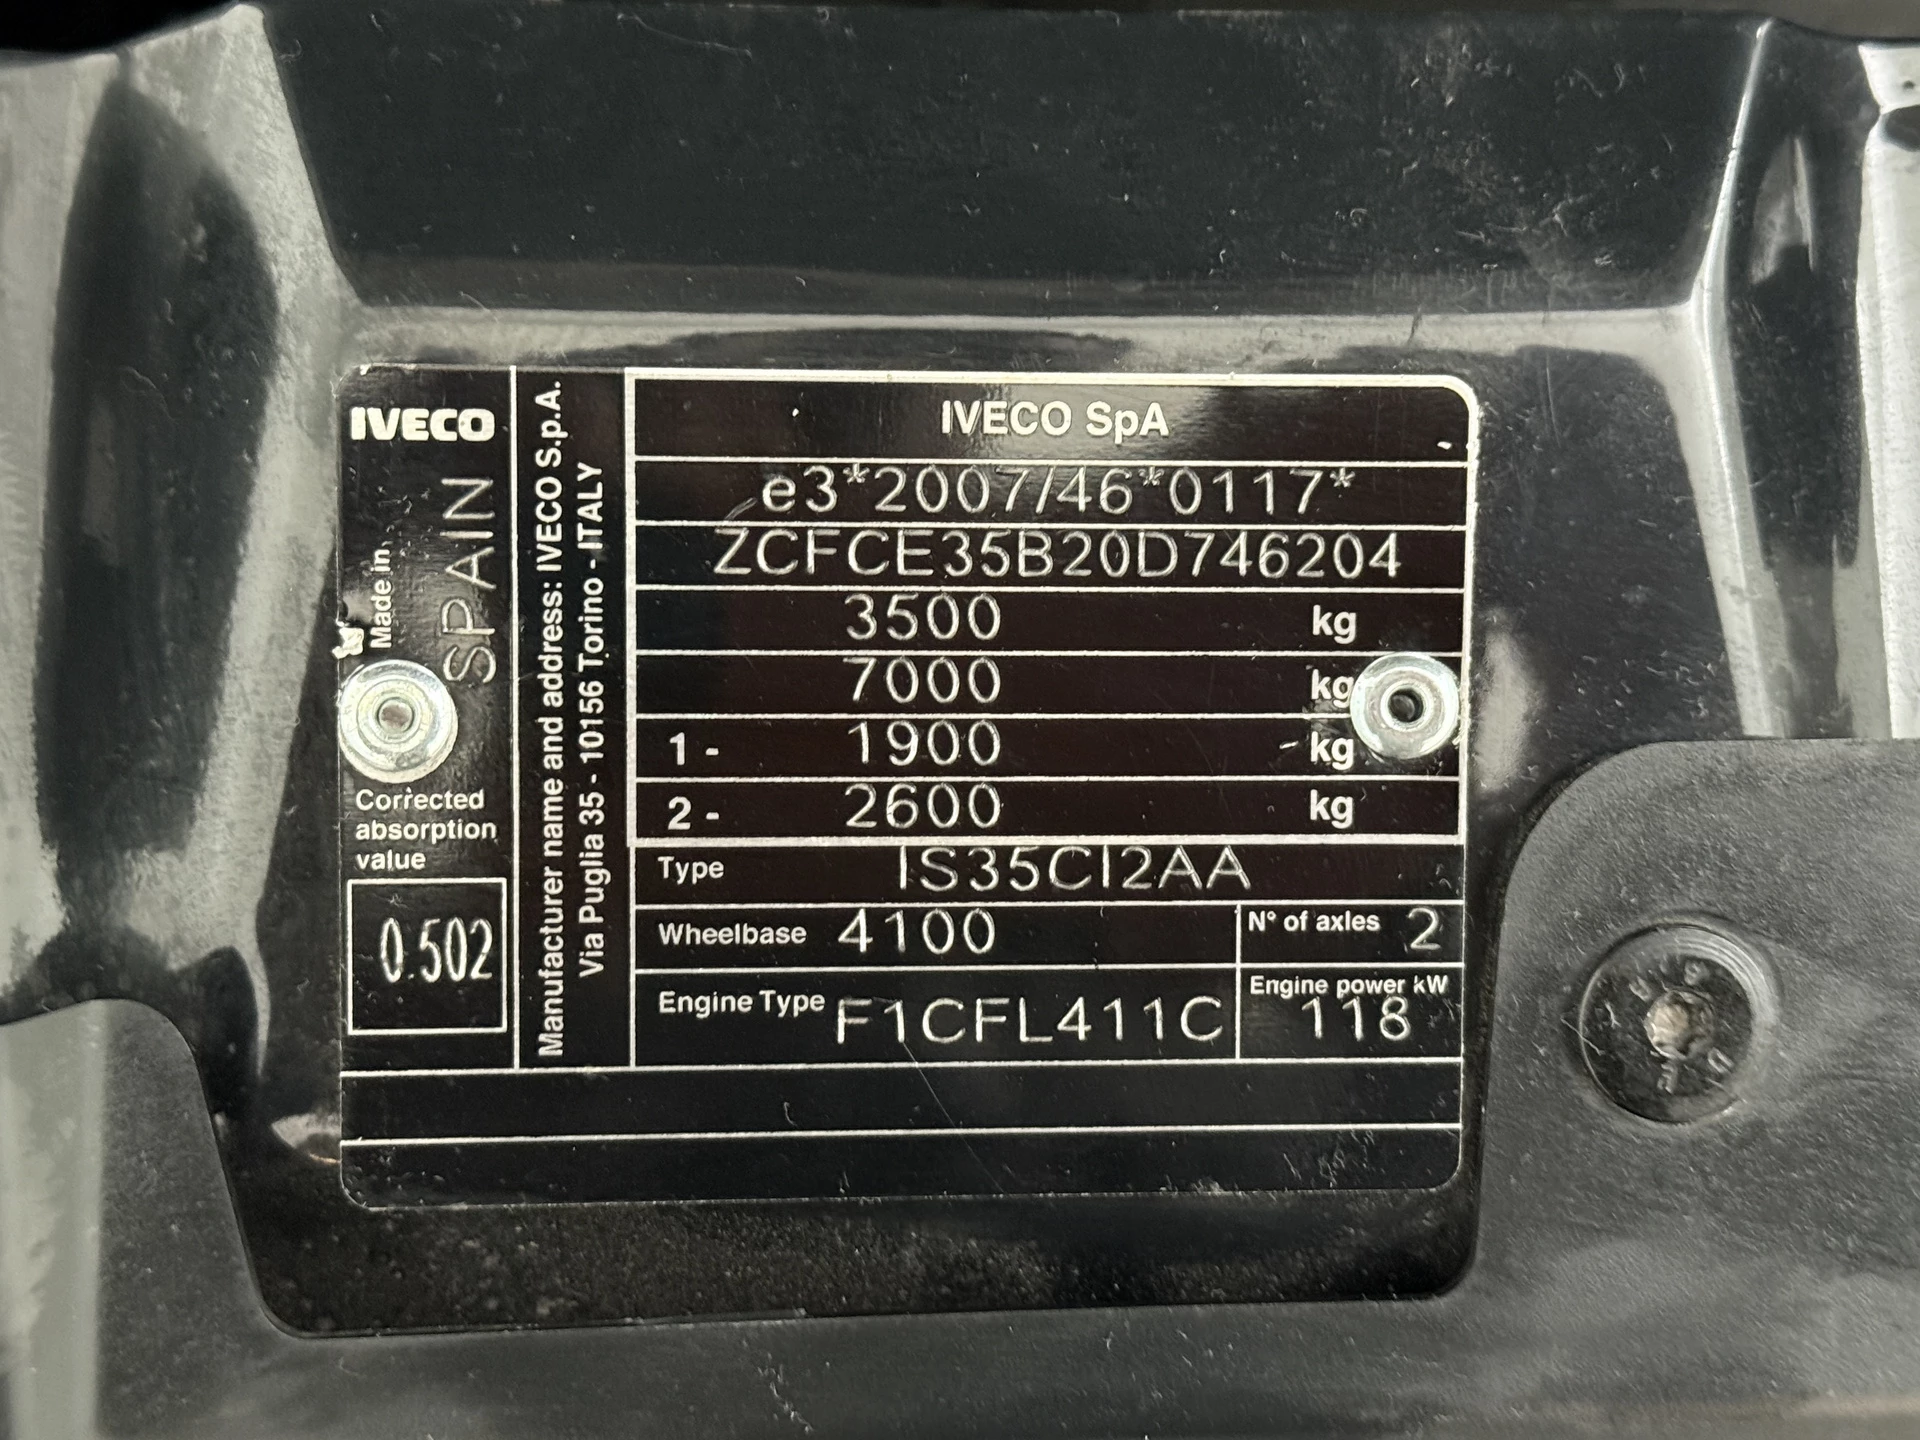 IVECO
Made in
SPAIN
Corrected
absorption
value
0.502
Manufacturer name and address: IVECO S.p.A.
Via Puglia 35 - 10156 Torino - ITALY
IVECO SpA
e3*2007/46*0117*
ZCFCE35B20D746204
3500 kg
7000 kg
1 - 1900 kg
2 - 2600 kg
Type IS35CI2AA
Wheelbase 4100 N° of axles 2
Engine Type F1CFL411C Engine power kW 118